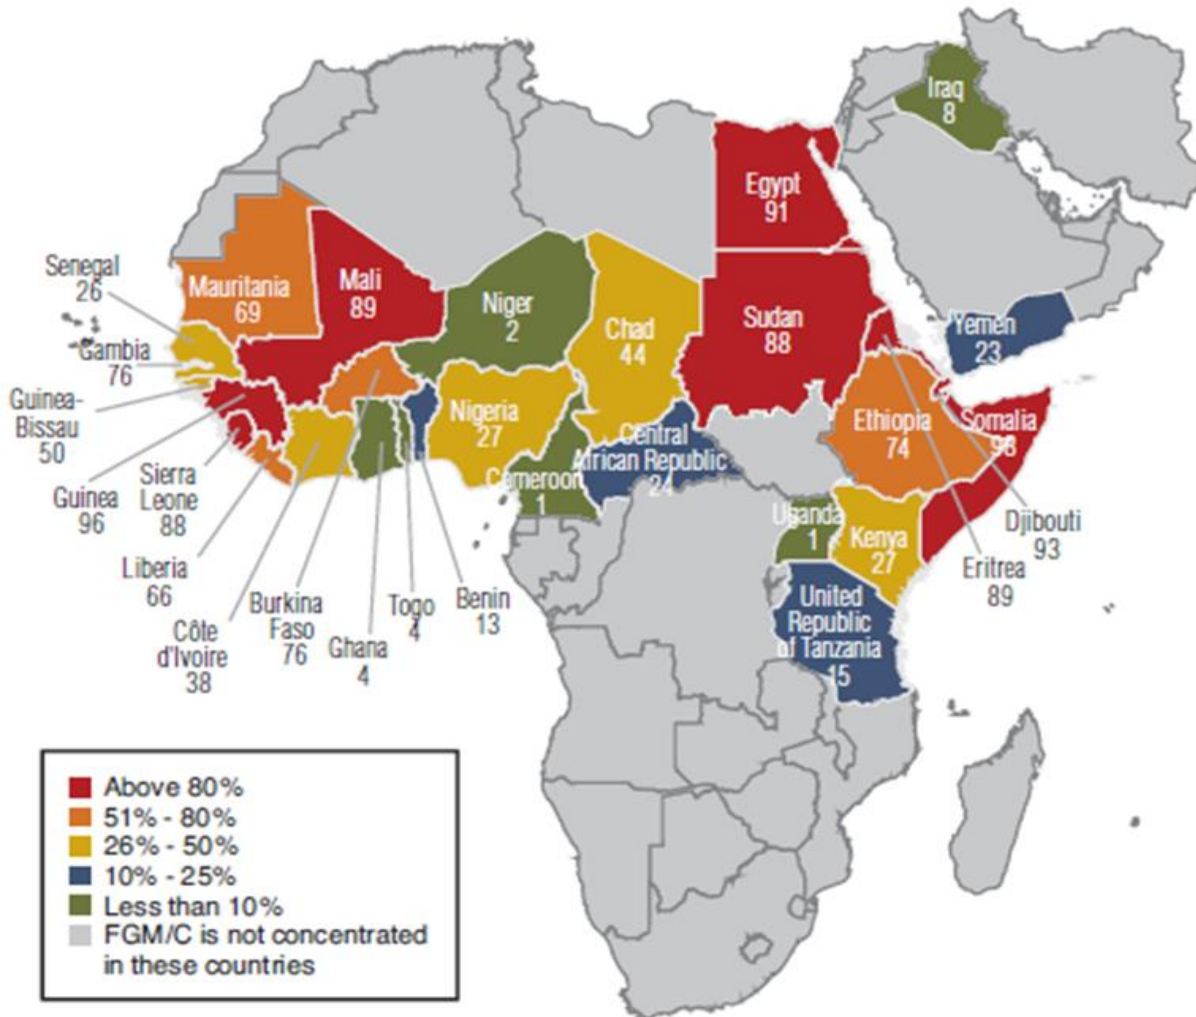 Iraq
8
Egypt
91
Senegal
26
Mauritania
69
Mali
89
Niger
2
Chad
44
Sudan
88
Yemen
23
Gambia
76
Guinea-
Bissau
50
Nigeria
27
Ethiopia
74
Somalia
98
Central
African Republic
24
Cameroon
1
Guinea
96
Sierra
Leone
88
Uganda
1
Kenya
27
Djibouti
93
Eritrea
89
Liberia
66
Côte
d'Ivoire
38
Burkina
Faso
76
Ghana
4
Togo
4
Benin
13
United
Republic
of Tanzania
15
Above 80%
51% - 80%
26% - 50%
10% - 25%
Less than 10%
FGM/C is not concentrated
in these countries